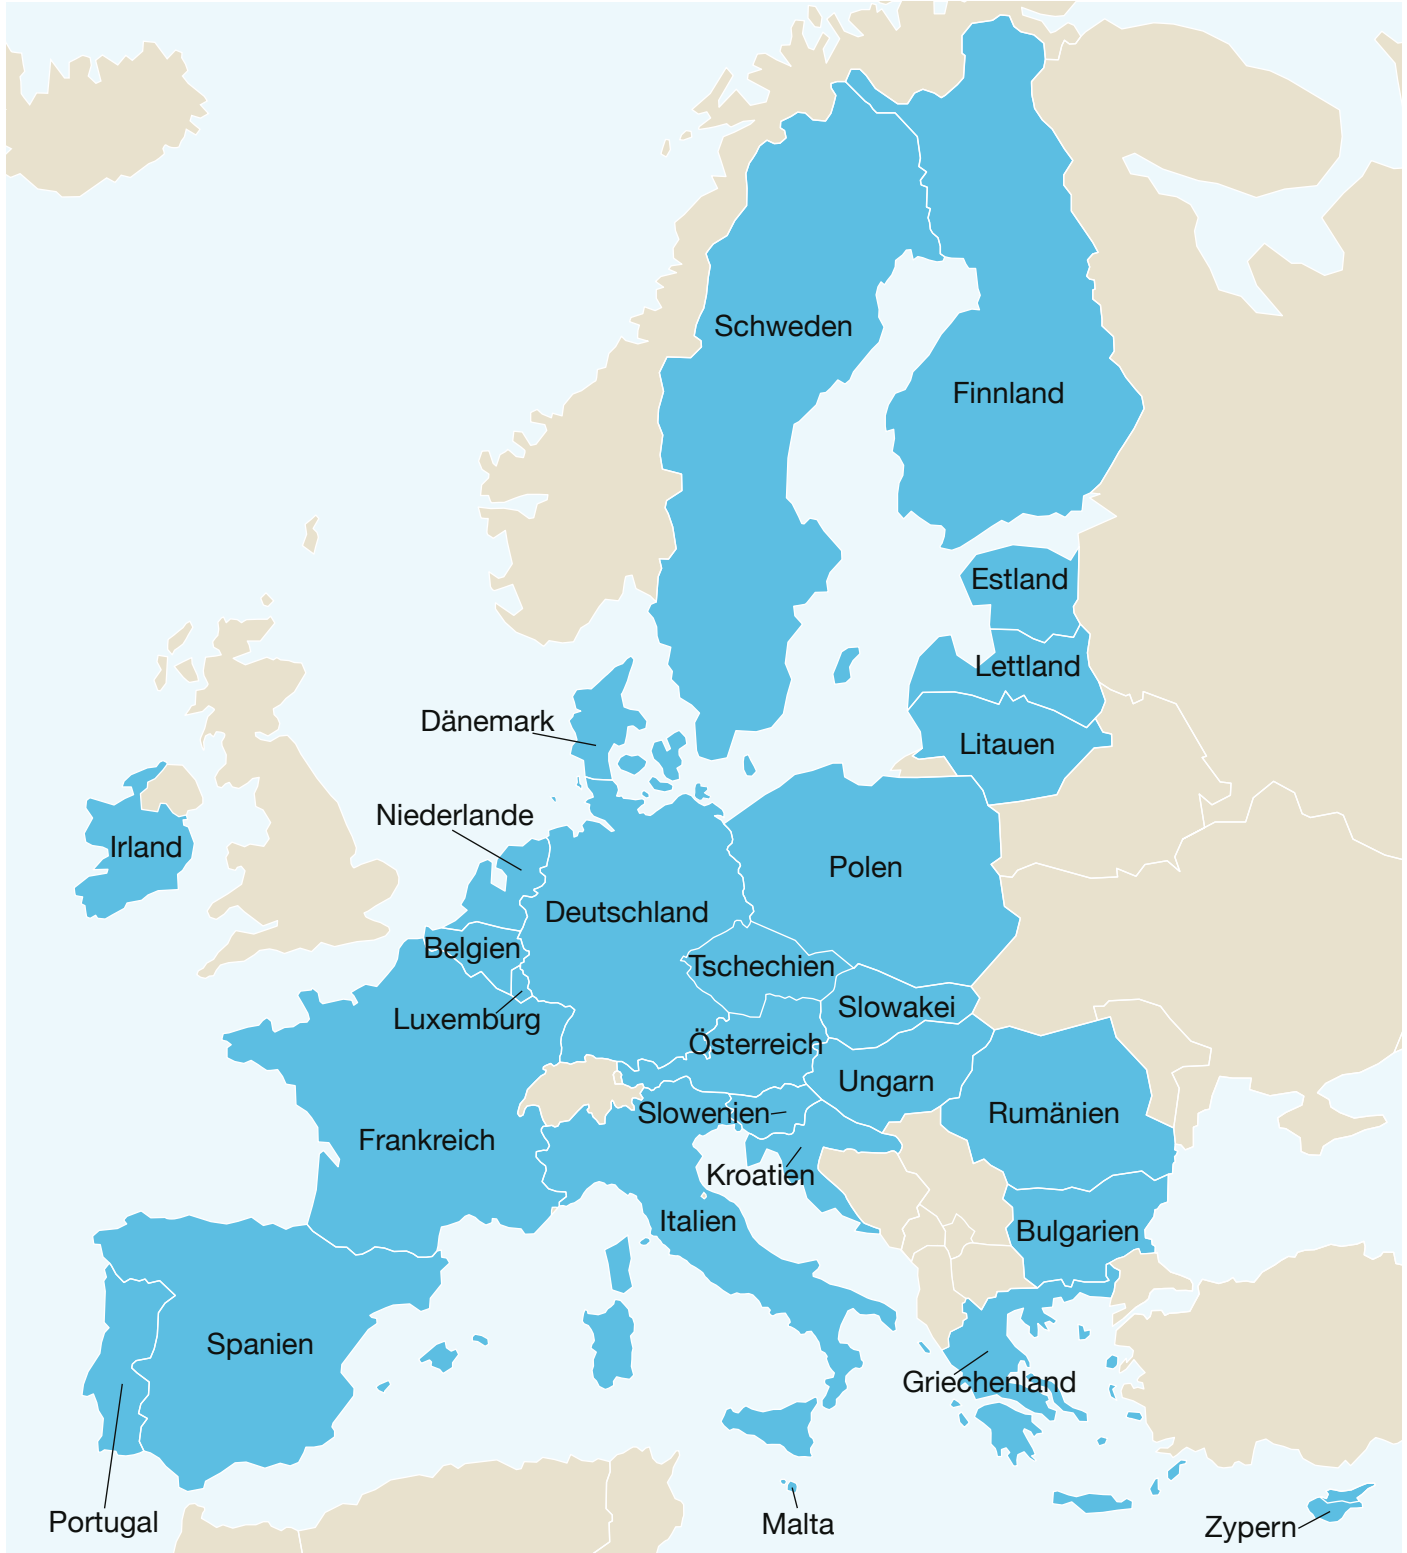 Schweden
Finnland
Estland
Lettland
Dänemark
Litauen
Niederlande
Irland
Polen
Deutschland
Belgien
Tschechien
Slowakei
Luxemburg
Österreich
Ungarn
Slowenien
Rumänien
Frankreich
Kroatien
Italien
Bulgarien
Spanien
Griechenland
Portugal
Malta
Zypern